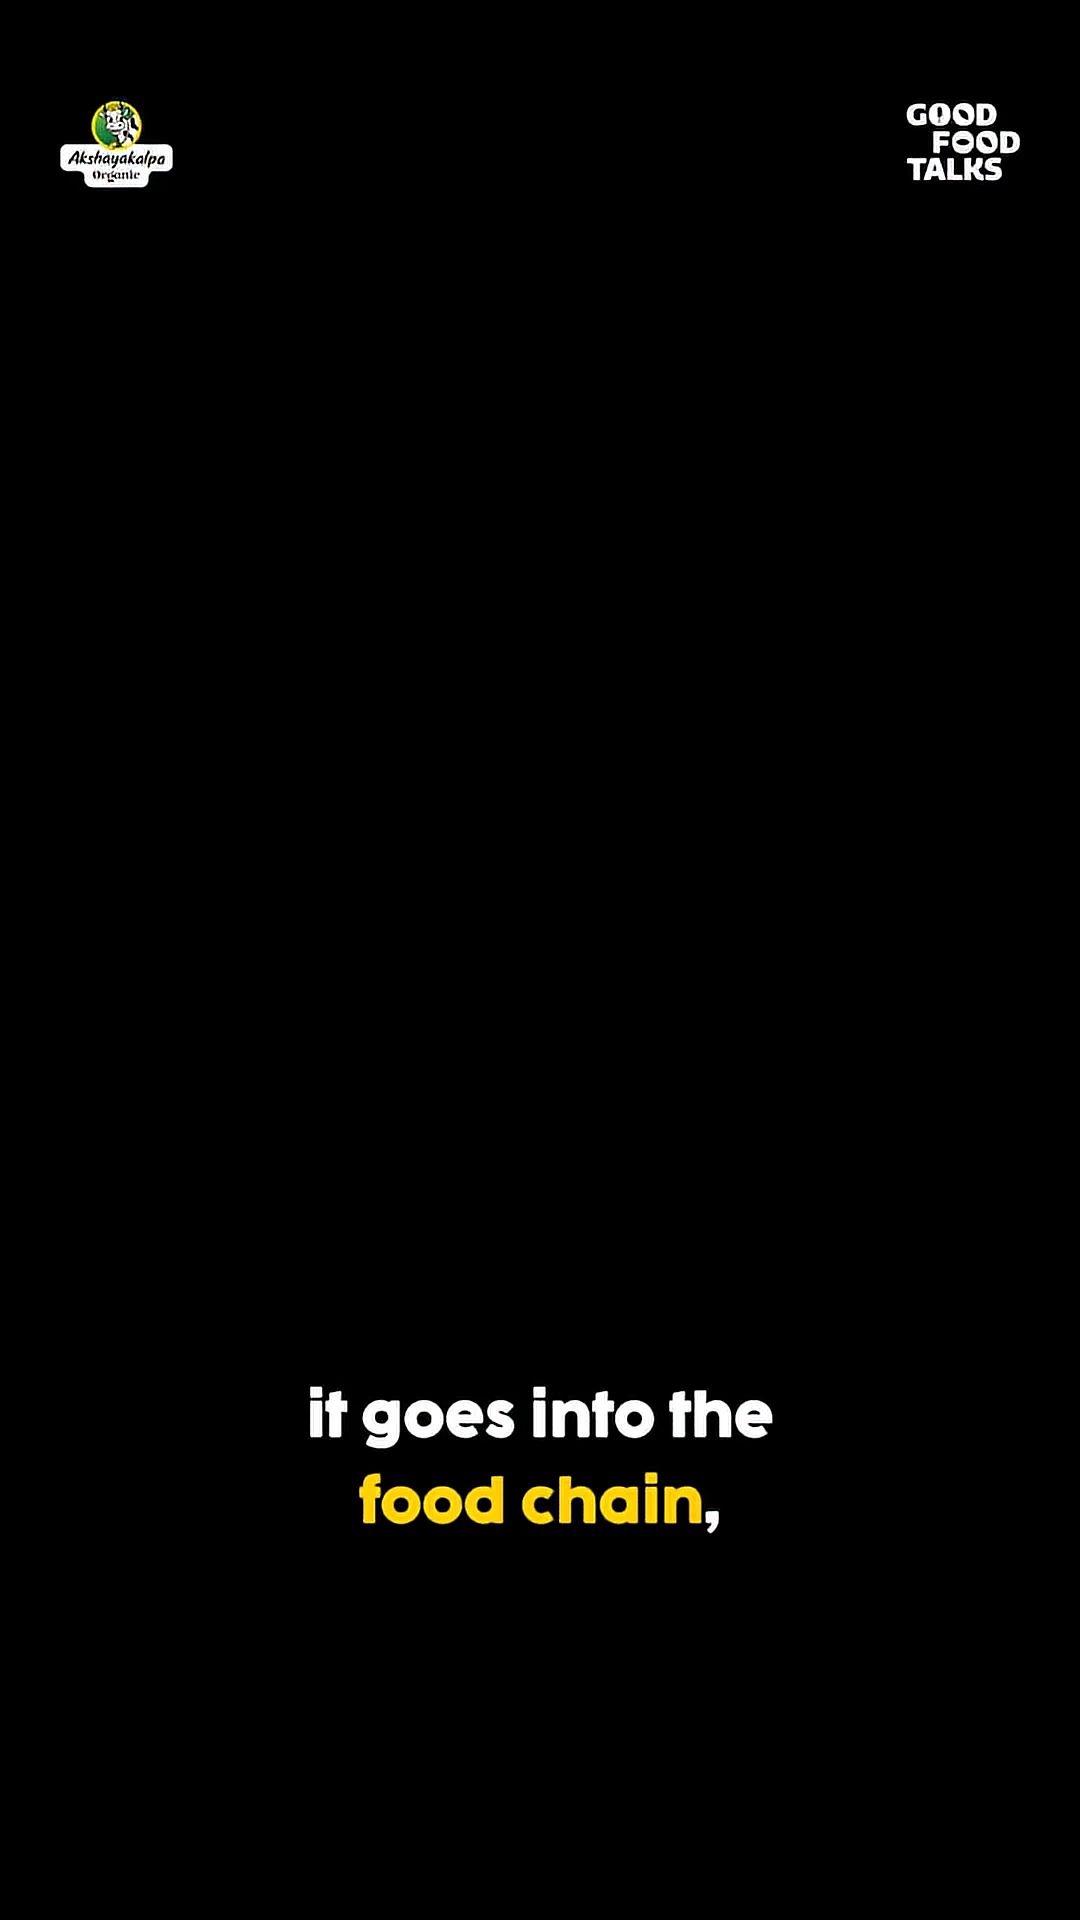 Akshayakalpa
Organic
GOOD
FOOD
TALKS
it goes into the
food chain,